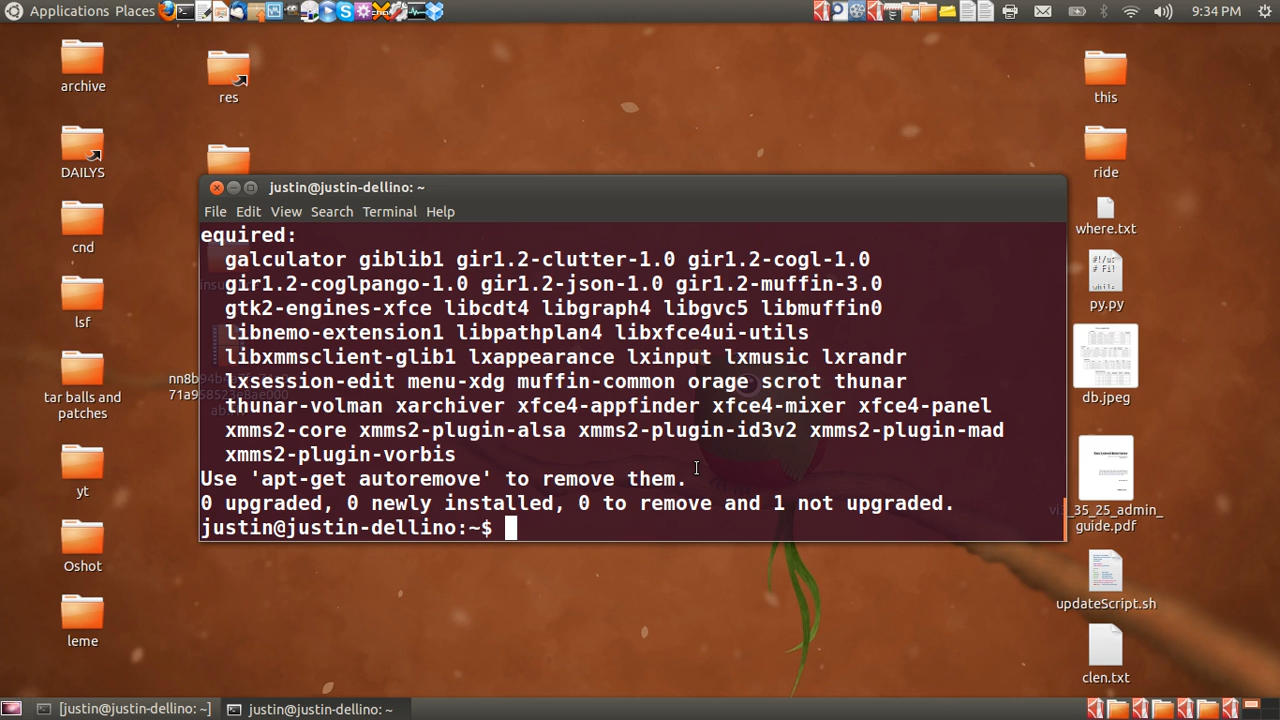 Applications Places
9:34 PM
archive
res
DAILYS
cnd
lsf
tar balls and
patches
yt
Oshot
leme
this
ride
where.txt
py.py
db.jpeg
guide.pdf
updateScript.sh
clen.txt
justin@justin-dellino: ~
File Edit View Search Terminal Help
equired:
galculator giblib1 gir1.2-clutter-1.0 gir1.2-cogl-1.0
gir1.2-coglpango-1.0 gir1.2-json-1.0 gir1.2-muffin-3.0
gtk2-engines-xfce libcdt4 libgraph4 libgvc5 libmuffin0
libnemo-extension1 libpathplan4 libxfce4ui-utils
libxmmsclient-glib1 lxappearance lxinput lxmusic lxrandr
lxsession-edit menu-xdg muffin-common orage scrot thunar
thunar-volman xarchiver xfce4-appfinder xfce4-mixer xfce4-panel
xmms2-core xmms2-plugin-alsa xmms2-plugin-id3v2 xmms2-plugin-mad
xmms2-plugin-vorbis
Use 'apt-get autoremove' to remove them.
0 upgraded, 0 newly installed, 0 to remove and 1 not upgraded.
justin@justin-dellino:~$
[justin@justin-dellino: ~]
justin@justin-dellino: ~